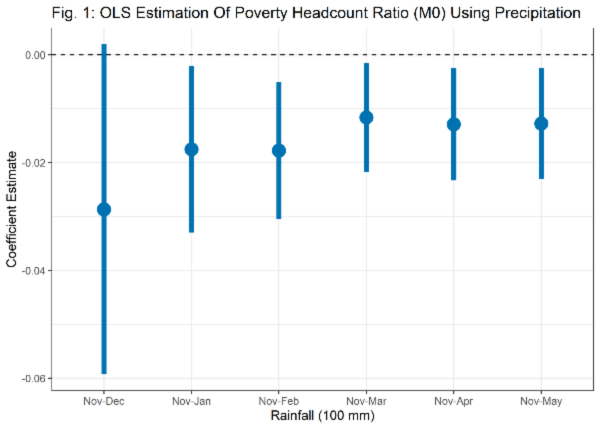 Fig. 1: OLS Estimation Of Poverty Headcount Ratio (M0) Using Precipitation
Coefficient Estimate
0.00
-0.02
-0.04
-0.06
Nov-Dec Nov-Jan Nov-Feb Nov-Mar Nov-Apr Nov-May
Rainfall (100 mm)